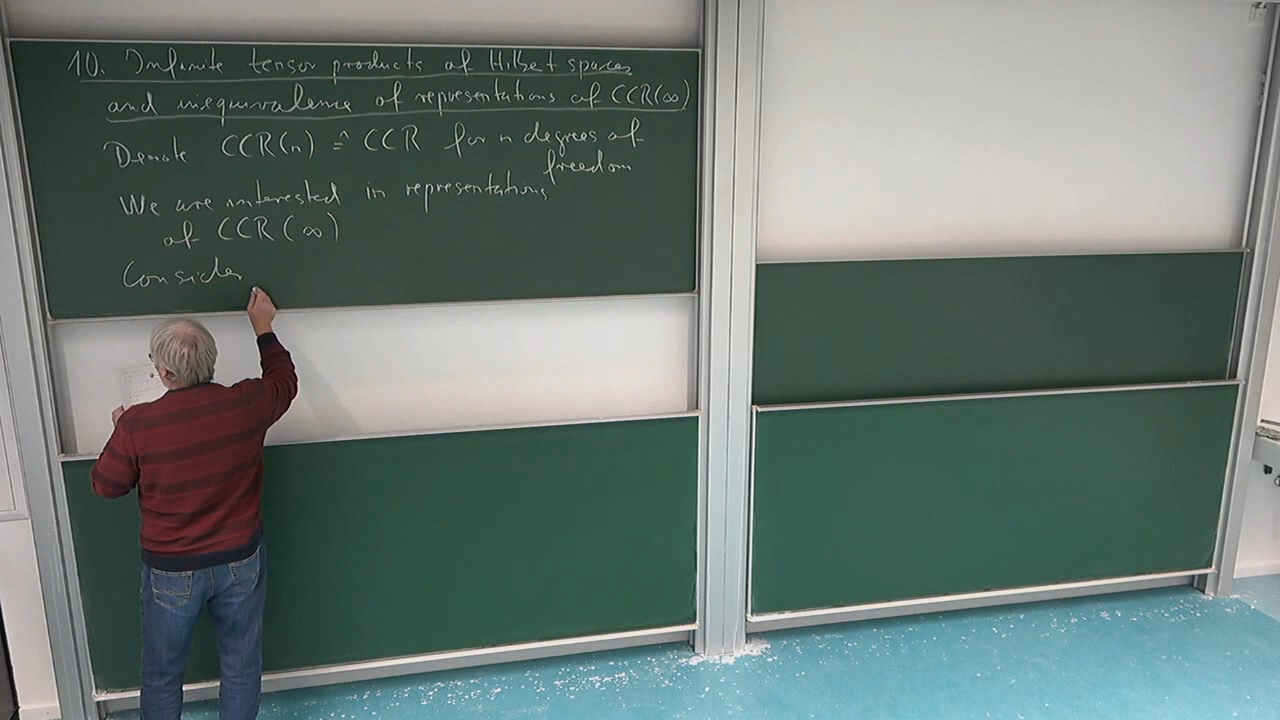 10. Infinite tensor products of Hilbert spaces
and inequivalence of representations of CCR(∞)
Denote CCR(n) ≙ CCR for n degrees of
freedom
We are interested in representations
of CCR(∞)
Consider